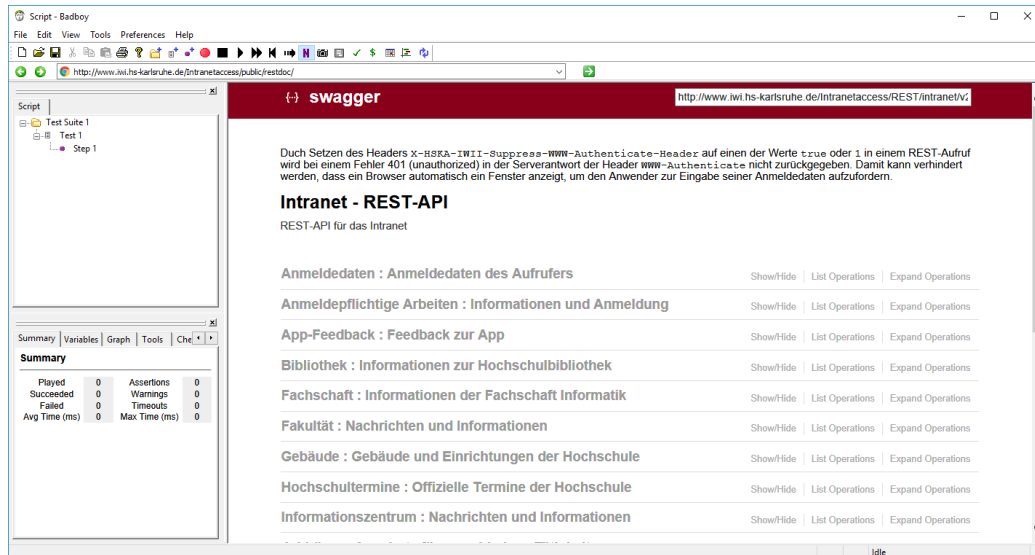 Script - Badboy
File Edit View Tools Preferences Help
N
$
http://www.iwi.hs-karlsruhe.de/Intranetaccess/public/restdoc/
Script
Test Suite 1
Test 1
Step 1
Summary Variables Graph Tools Che
Summary
Played 0 Assertions 0
Succeeded 0 Warnings 0
Failed 0 Timeouts 0
Avg Time (ms) 0 Max Time (ms) 0
{··} swagger
http://www.iwi.hs-karlsruhe.de/Intranetaccess/REST/intranet/v2
Duch Setzen des Headers X-HSKA-IWII-Suppress-WWW-Authenticate-Header auf einen der Werte true oder 1 in einem REST-Aufruf
wird bei einem Fehler 401 (unauthorized) in der Serverantwort der Header WWW-Authenticate nicht zurückgegeben. Damit kann verhindert
werden, dass ein Browser automatisch ein Fenster anzeigt, um den Anwender zur Eingabe seiner Anmeldedaten aufzufordern.
Intranet - REST-API
REST-API für das Intranet
Anmeldedaten : Anmeldedaten des Aufrufers Show/Hide List Operations Expand Operations
Anmeldepflichtige Arbeiten : Informationen und Anmeldung Show/Hide List Operations Expand Operations
App-Feedback : Feedback zur App Show/Hide List Operations Expand Operations
Bibliothek : Informationen zur Hochschulbibliothek Show/Hide List Operations Expand Operations
Fachschaft : Informationen der Fachschaft Informatik Show/Hide List Operations Expand Operations
Fakultät : Nachrichten und Informationen Show/Hide List Operations Expand Operations
Gebäude : Gebäude und Einrichtungen der Hochschule Show/Hide List Operations Expand Operations
Hochschultermine : Offizielle Termine der Hochschule Show/Hide List Operations Expand Operations
Informationszentrum : Nachrichten und Informationen Show/Hide List Operations Expand Operations
Idle